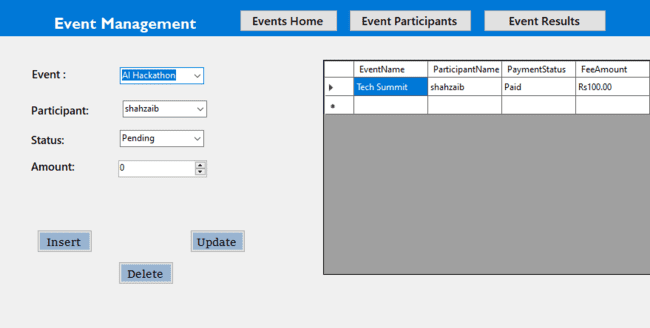 Event Management
Events Home
Event Participants
Event Results
Event :
AI Hackathon
Participant:
shahzaib
Status:
Pending
Amount:
0
Insert
Update
Delete
EventName ParticipantName PaymentStatus FeeAmount
Tech Summit shahzaib Paid Rs100.00